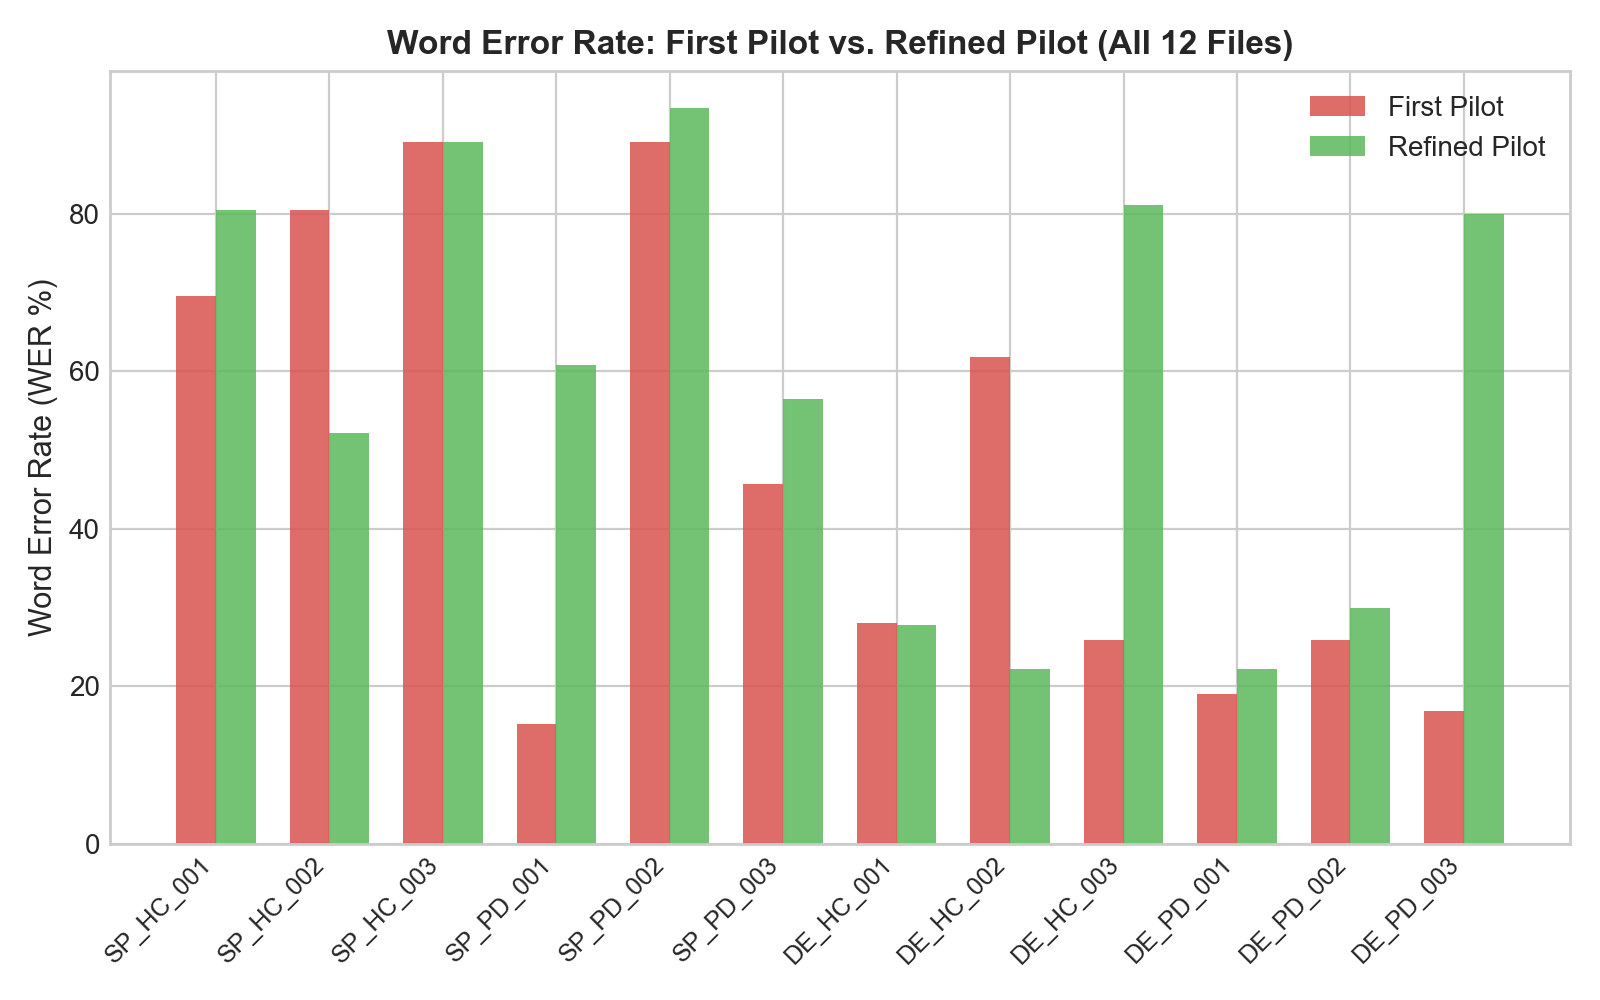 Word Error Rate: First Pilot vs. Refined Pilot (All 12 Files)
First Pilot
Refined Pilot
Word Error Rate (WER %)
80
60
40
20
0
SP_HC_001
SP_HC_002
SP_HC_003
SP_PD_001
SP_PD_002
SP_PD_003
DE_HC_001
DE_HC_002
DE_HC_003
DE_PD_001
DE_PD_002
DE_PD_003